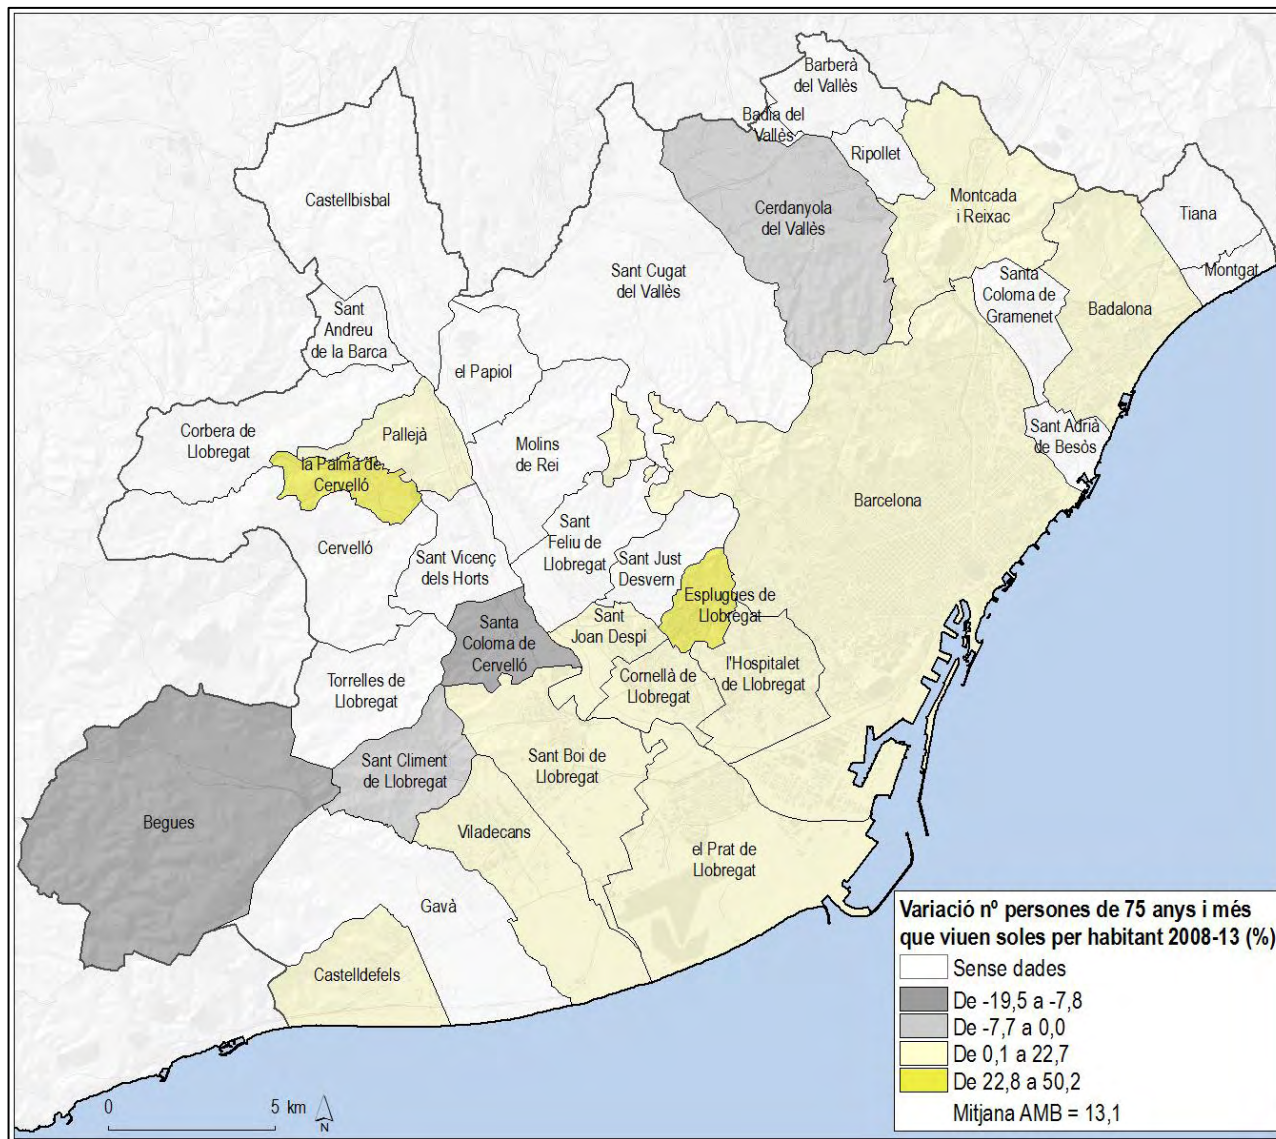 Barberà
del Vallès
Badia del
Vallès
Ripollet
Castellbisbal
Cerdanyola
del Vallès
Montcada
i Reixac
Tiana
Montgat
Sant Cugat
del Vallès
Santa
Coloma de
Gramenet
Badalona
Sant
Andreu
de la Barca
el Papiol
Corbera de
Llobregat
Pallejà
Molins
de Rei
Sant Adrià
de Besòs
la Palma de
Cervelló
Barcelona
Cervelló
Sant Vicenç
dels Horts
Sant
Feliu de
Llobregat
Sant Just
Desvern
Esplugues de
Llobregat
Santa
Coloma de
Cervelló
Sant
Joan Despi
Torrelles de
Llobregat
Cornellà de
Llobregat
l'Hospitalet
de Llobregat
Sant Climent
de Llobregat
Sant Boi de
Llobregat
Begues
Viladecans
el Prat de
Llobregat
Gavà
Castelldefels
Variació nº persones de 75 anys i més
que viuen soles per habitant 2008-13 (%)
Sense dades
De -19,5 a -7,8
De -7,7 a 0,0
De 0,1 a 22,7
De 22,8 a 50,2
Mitjana AMB = 13,1
0 5 km
N